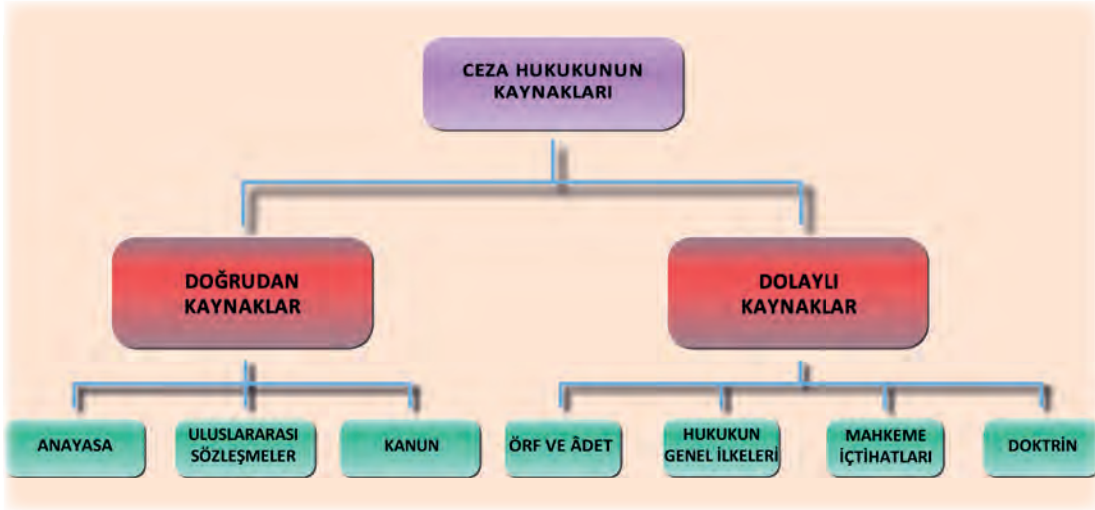 CEZA HUKUKUNUN
KAYNAKLARI
DOĞRUDAN
KAYNAKLAR
DOLAYLI
KAYNAKLAR
ANAYASA
ULUSLARARASI
SÖZLEŞMELER
KANUN
ÖRF VE ÂDET
HUKUKUN
GENEL İLKELERİ
MAHKEME
İÇTİHATLARI
DOKTRİN